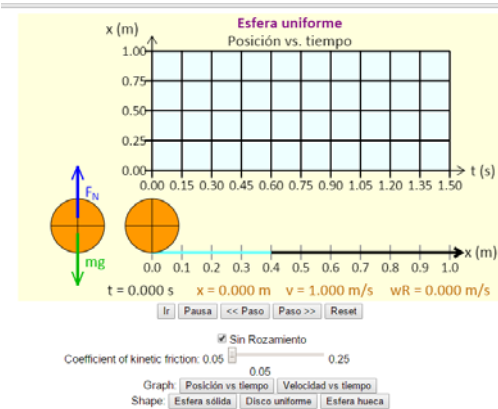 Esfera uniforme
x (m)
Posición vs. tiempo
1.00
0.75
0.50
0.25
0.00
t (s)
0.00 0.15 0.30 0.45 0.60 0.75 0.90 1.05 1.20 1.35 1.50
F_N
mg
x (m)
0.0 0.1 0.2 0.3 0.4 0.5 0.6 0.7 0.8 0.9 1.0
t = 0.000 s x = 0.000 m v = 1.000 m/s wR = 0.000 m/s
Ir Pausa << Paso Paso >> Reset
Sin Rozamiento
Coefficient of kinetic friction: 0.05 0.25
0.05
Graph: Posición vs tiempo Velocidad vs tiempo
Shape: Esfera sólida Disco uniforme Esfera hueca